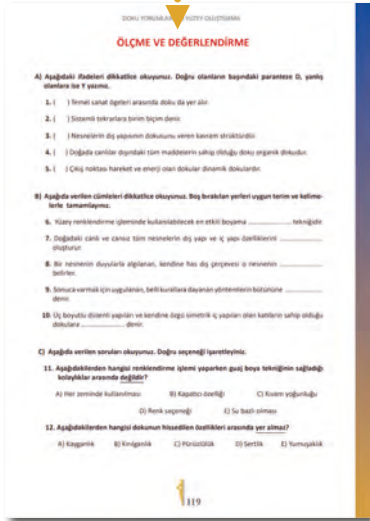 DOKU YORUMLARI YÜZEY OLUŞTURMA
ÖLÇME VE DEĞERLENDİRME
A) Aşağıdaki ifadeleri dikkatlice okuyunuz. Doğru olanların başındaki paranteze D, yanlış
olanlara ise Y yazınız.
1. ( ) Temel sanat ögeleri arasında doku da yer alır.
2. ( ) Sistemli tekrarlara birim biçim denir.
3. ( ) Nesnelerin dış yapısının dokusunu veren kavram strüktürdür.
4. ( ) Doğada canlılar dışındaki tüm maddelerin sahip olduğu doku organik dokudur.
5. ( ) Çıkış noktası hareket ve enerji olan dokular dinamik dokulardır.
B) Aşağıda verilen cümleleri dikkatlice okuyunuz. Boş bırakılan yerleri uygun terim ve kelime-
lerle tamamlayınız.
6. Yüzey renklendirme işleminde kullanılabilecek en etkili boyama .................. tekniğidir.
7. Doğadaki canlı ve cansız tüm nesnelerin dış yapı ve iç yapı özelliklerini ..................
oluşturur.
8. Bir nesnenin duyularla algılanan, kendine has dış çerçevesi o nesnenin ..................
belirler.
9. Sonuca varmak için uygulanan, belli kurallara dayanan yöntemlerin bütününe ..................
denir.
10. Üç boyutlu düzenli yapıları ve kendine özgü simetrik iç yapıları olan katıların sahip olduğu
dokulara .................. denir.
C) Aşağıda verilen soruları okuyunuz. Doğru seçeneği işaretleyiniz.
11. Aşağıdakilerden hangisi renklendirme işlemi yaparken guaj boya tekniğinin sağladığı
kolaylıklar arasında değildir?
A) Her zeminde kullanılması B) Kapatıcı özelliği C) Kıvam yoğunluğu
D) Renk seçeneği E) Su bazlı olması
12. Aşağıdakilerden hangisi dokunun hissedilen özellikleri arasında yer almaz?
A) Kayganlık B) Kırılganlık C) Pürüzlülük D) Sertlik E) Yumuşaklık
119